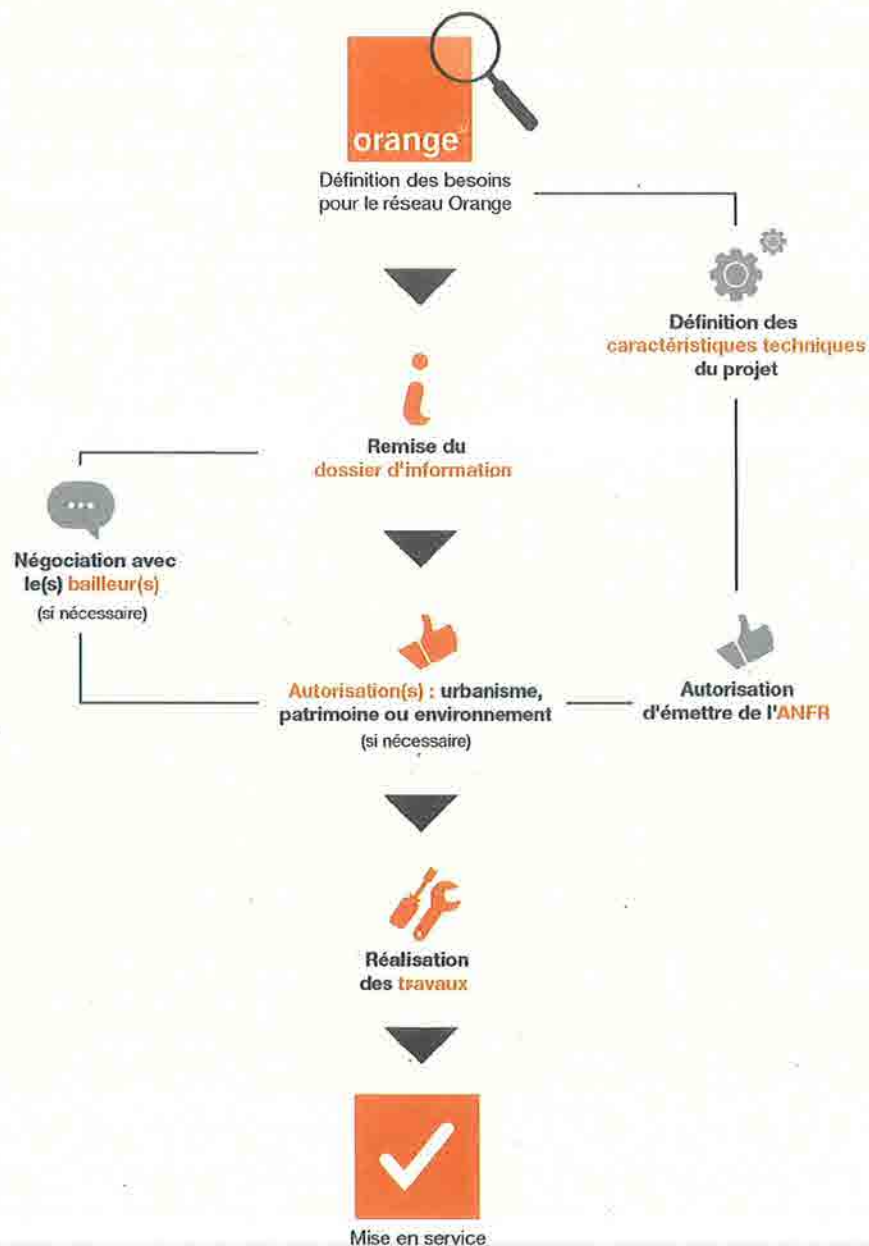 orange
Définition des besoins
pour le réseau Orange
Définition des
caractéristiques techniques
du projet
Remise du
dossier d'information
Négociation avec
le(s) bailleur(s)
(si nécessaire)
Autorisation(s) : urbanisme,
patrimoine ou environnement
(si nécessaire)
Autorisation
d'émettre de l'ANFR
Réalisation
des travaux
Mise en service